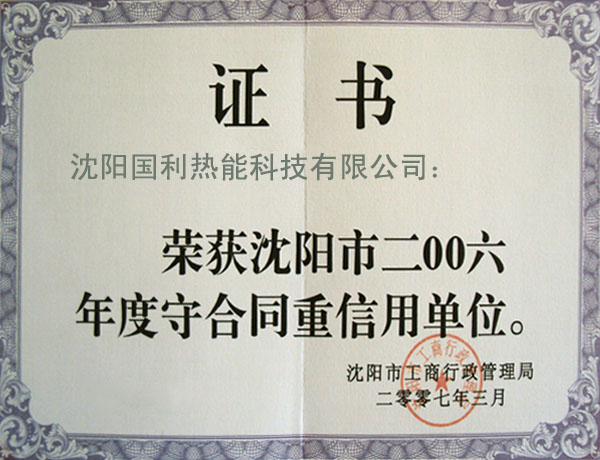 证 书
沈阳国利热能科技有限公司：
荣获沈阳市二00六
年度守合同重信用单位。
沈阳市工商行政管理局
二零零七年三月